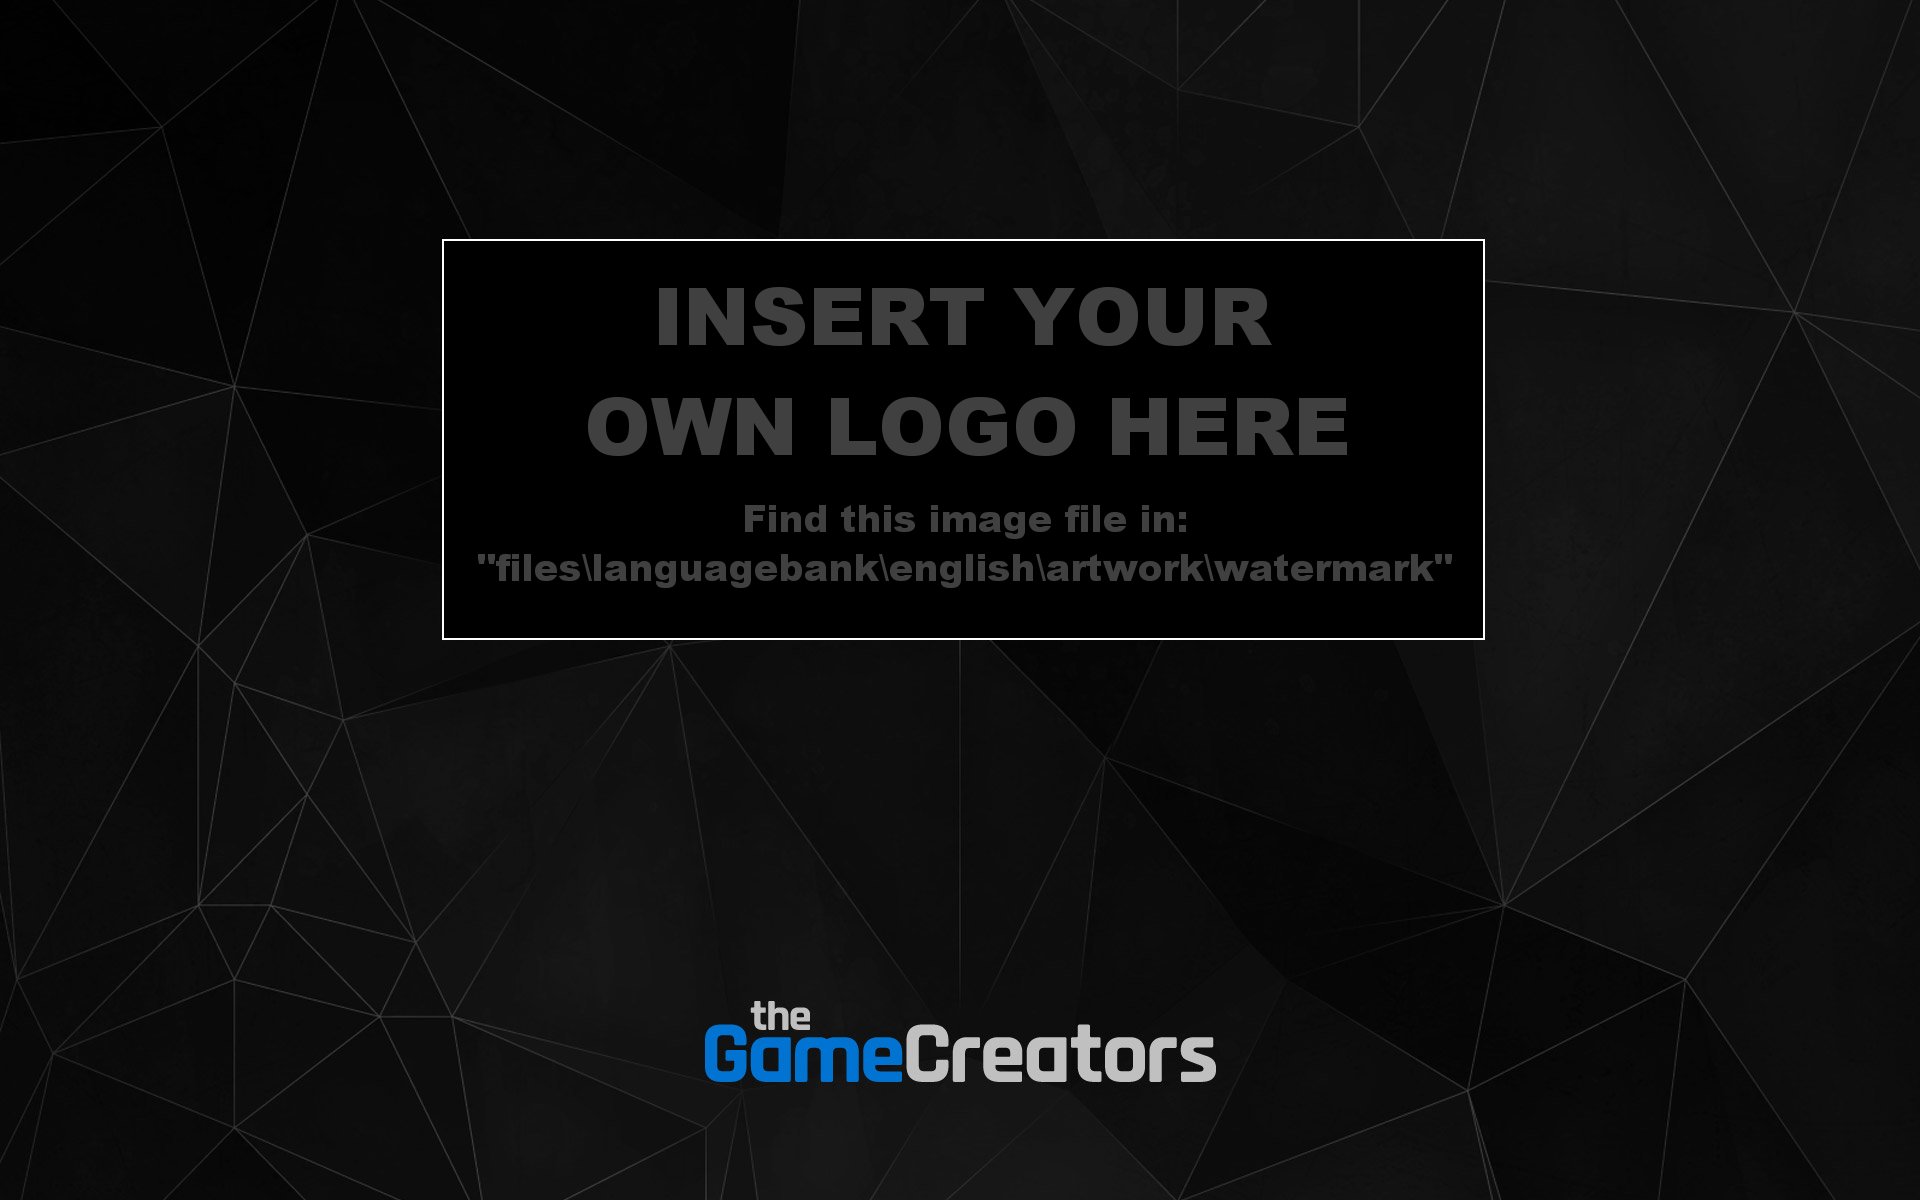 INSERT YOUR
OWN LOGO HERE
Find this image file in:
"files\languagebank\english\artwork\watermark"
the
GameCreators